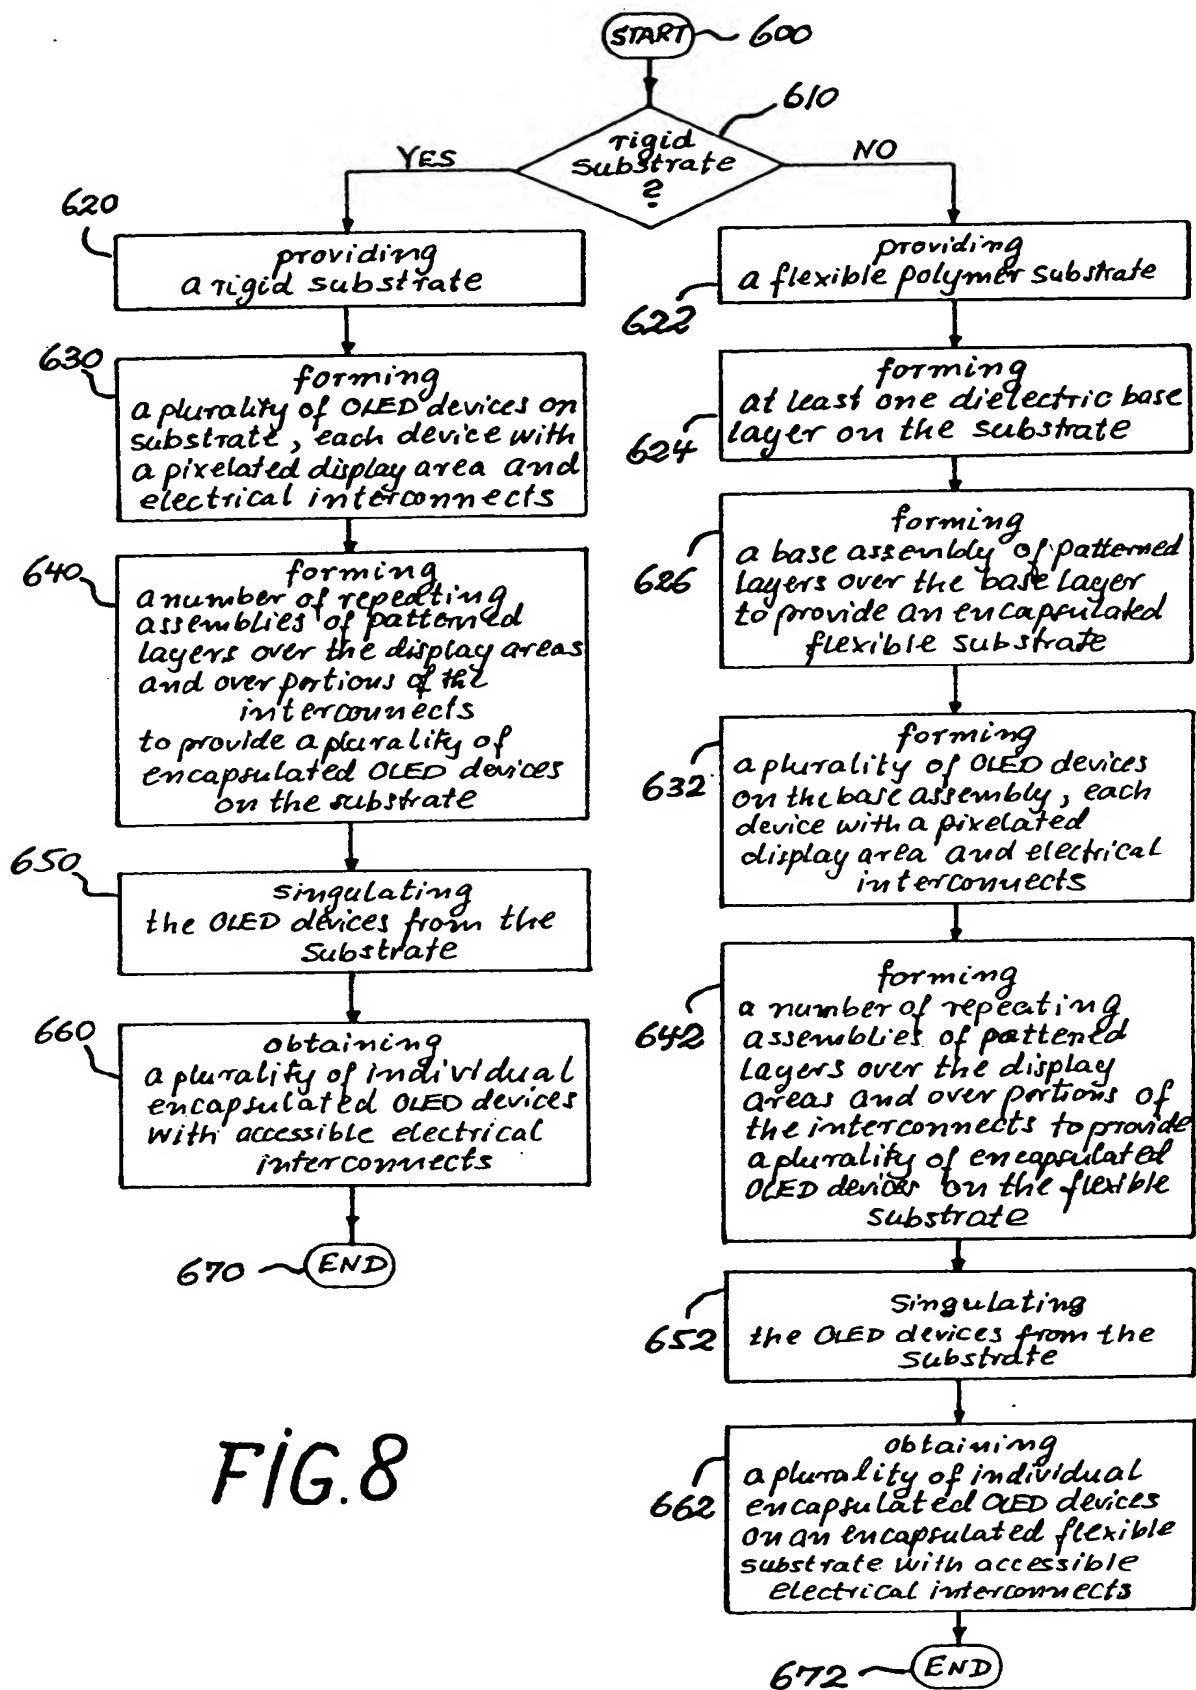 START
600
610
rigid
substrate
?
YES
NO
620
providing
a rigid substrate
630
forming
a plurality of OLED devices on
substrate, each device with
a pixelated display area and
electrical interconnects
640
forming
a number of repeating
assemblies of patterned
layers over the display areas
and over portions of the
interconnects
to provide a plurality of
encapsulated OLED devices
on the substrate
650
singulating
the OLED devices from the
substrate
660
obtaining
a plurality of individual
encapsulated OLED devices
with accessible electrical
interconnects
670
END
providing
a flexible polymer substrate
622
forming
at least one dielectric base
layer on the substrate
624
forming
a base assembly of patterned
layers over the base layer
to provide an encapsulated
flexible substrate
626
forming
a plurality of OLED devices
on the base assembly, each
device with a pixelated
display area and electrical
interconnects
632
forming
a number of repeating
assemblies of pattened
layers over the display
areas and over portions of
the interconnects to provide
a plurality of encapsulated
OLED devices on the flexible
substrate
642
Singulating
the OLED devices from the
substrate
652
obtaining
a plurality of individual
encapsulated OLED devices
on an encapsulated flexible
substrate with accessible
electrical interconnects
662
END
672
FIG.8